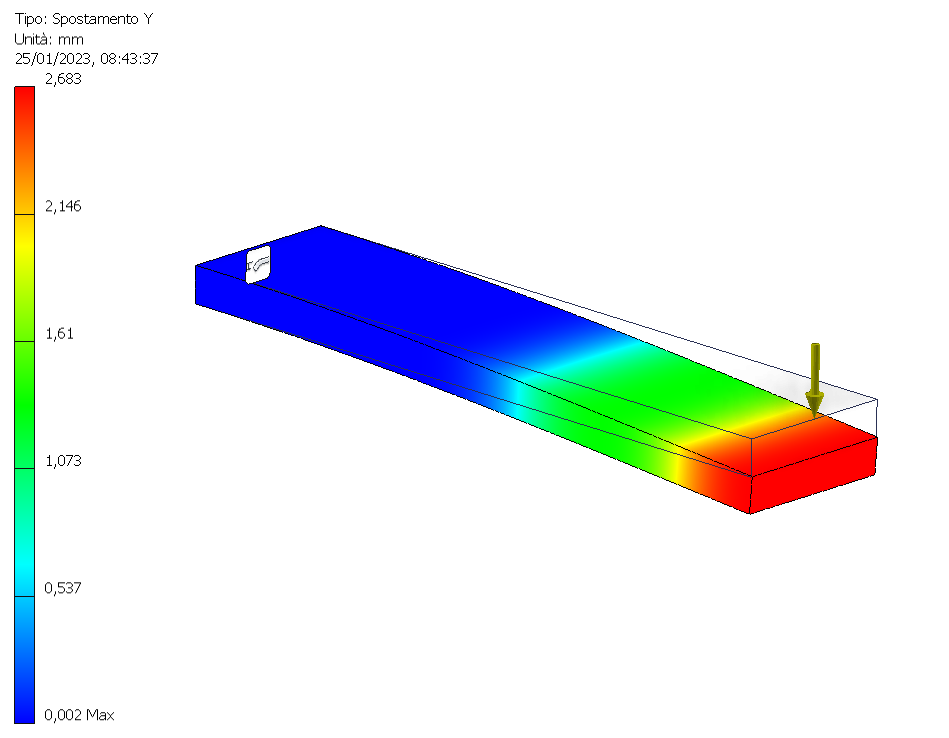 Tipo: Spostamento Y
Unità: mm
25/01/2023, 08:43:37
2,683
2,146
1,61
1,073
0,537
0,002 Max